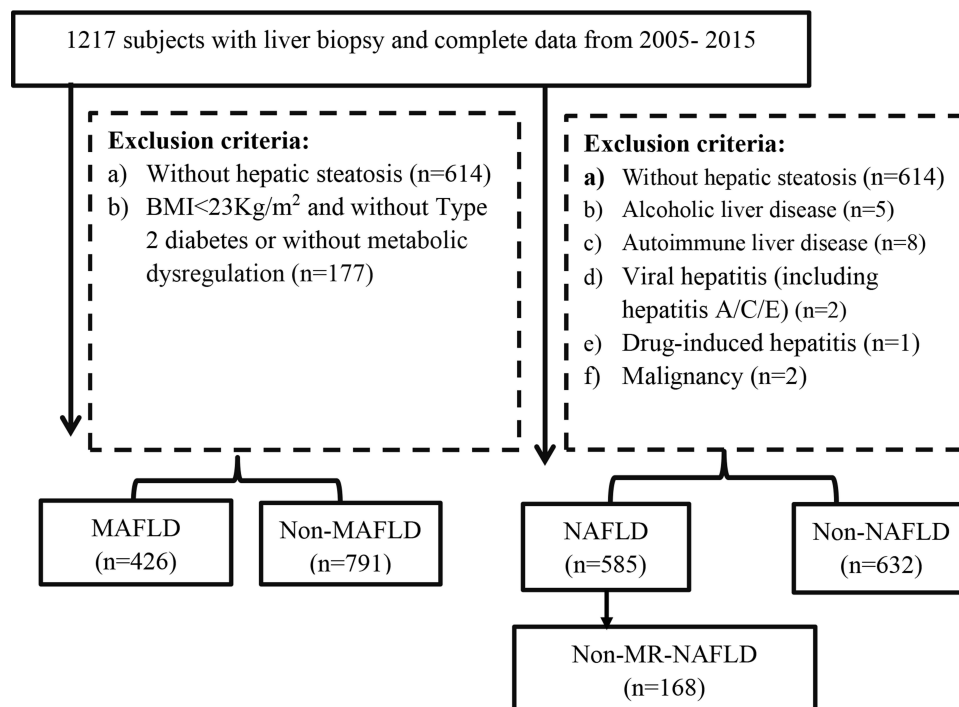 1217 subjects with liver biopsy and complete data from 2005- 2015
Exclusion criteria:
a) Without hepatic steatosis (n=614)
b) BMI<23Kg/m² and without Type
2 diabetes or without metabolic
dysregulation (n=177)
Exclusion criteria:
a) Without hepatic steatosis (n=614)
b) Alcoholic liver disease (n=5)
c) Autoimmune liver disease (n=8)
d) Viral hepatitis (including
hepatitis A/C/E) (n=2)
e) Drug-induced hepatitis (n=1)
f) Malignancy (n=2)
MAFLD
(n=426)
Non-MAFLD
(n=791)
NAFLD
(n=585)
Non-NAFLD
(n=632)
Non-MR-NAFLD
(n=168)